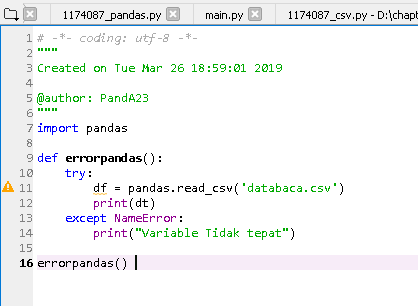 1174087_pandas.py main.py 1174087_csv.py - D:\chapt
1 # -*- coding: utf-8 -*-
2 """
3 Created on Tue Mar 26 18:59:01 2019
4
5 @author: PandA23
6 """
7 import pandas
8
9 def errorpandas():
10 try:
11 df = pandas.read_csv('databaca.csv')
12 print(dt)
13 except NameError:
14 print("Variable Tidak tepat")
15
16 errorpandas()